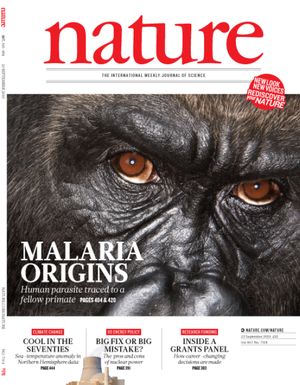 nature
THE INTERNATIONAL WEEKLY JOURNAL OF SCIENCE
NEW LOOK,
NEW VOICES
REDISCOVER
NATURE
MALARIA
ORIGINS
Human parasite traced to a
fellow primate PAGES 404 & 420
CLIMATE CHANGE
COOL IN THE
SEVENTIES
Sea-temperature anomaly in
Northern Hemisphere data
PAGE 444
US ENERGY POLICY
BIG FIX OR BIG
MISTAKE?
The pros and cons
of nuclear power
PAGE 391
RESEARCH FUNDING
INSIDE A
GRANTS PANEL
How career-changing
decisions are made
PAGE 383
NATURE.COM/NATURE
nature